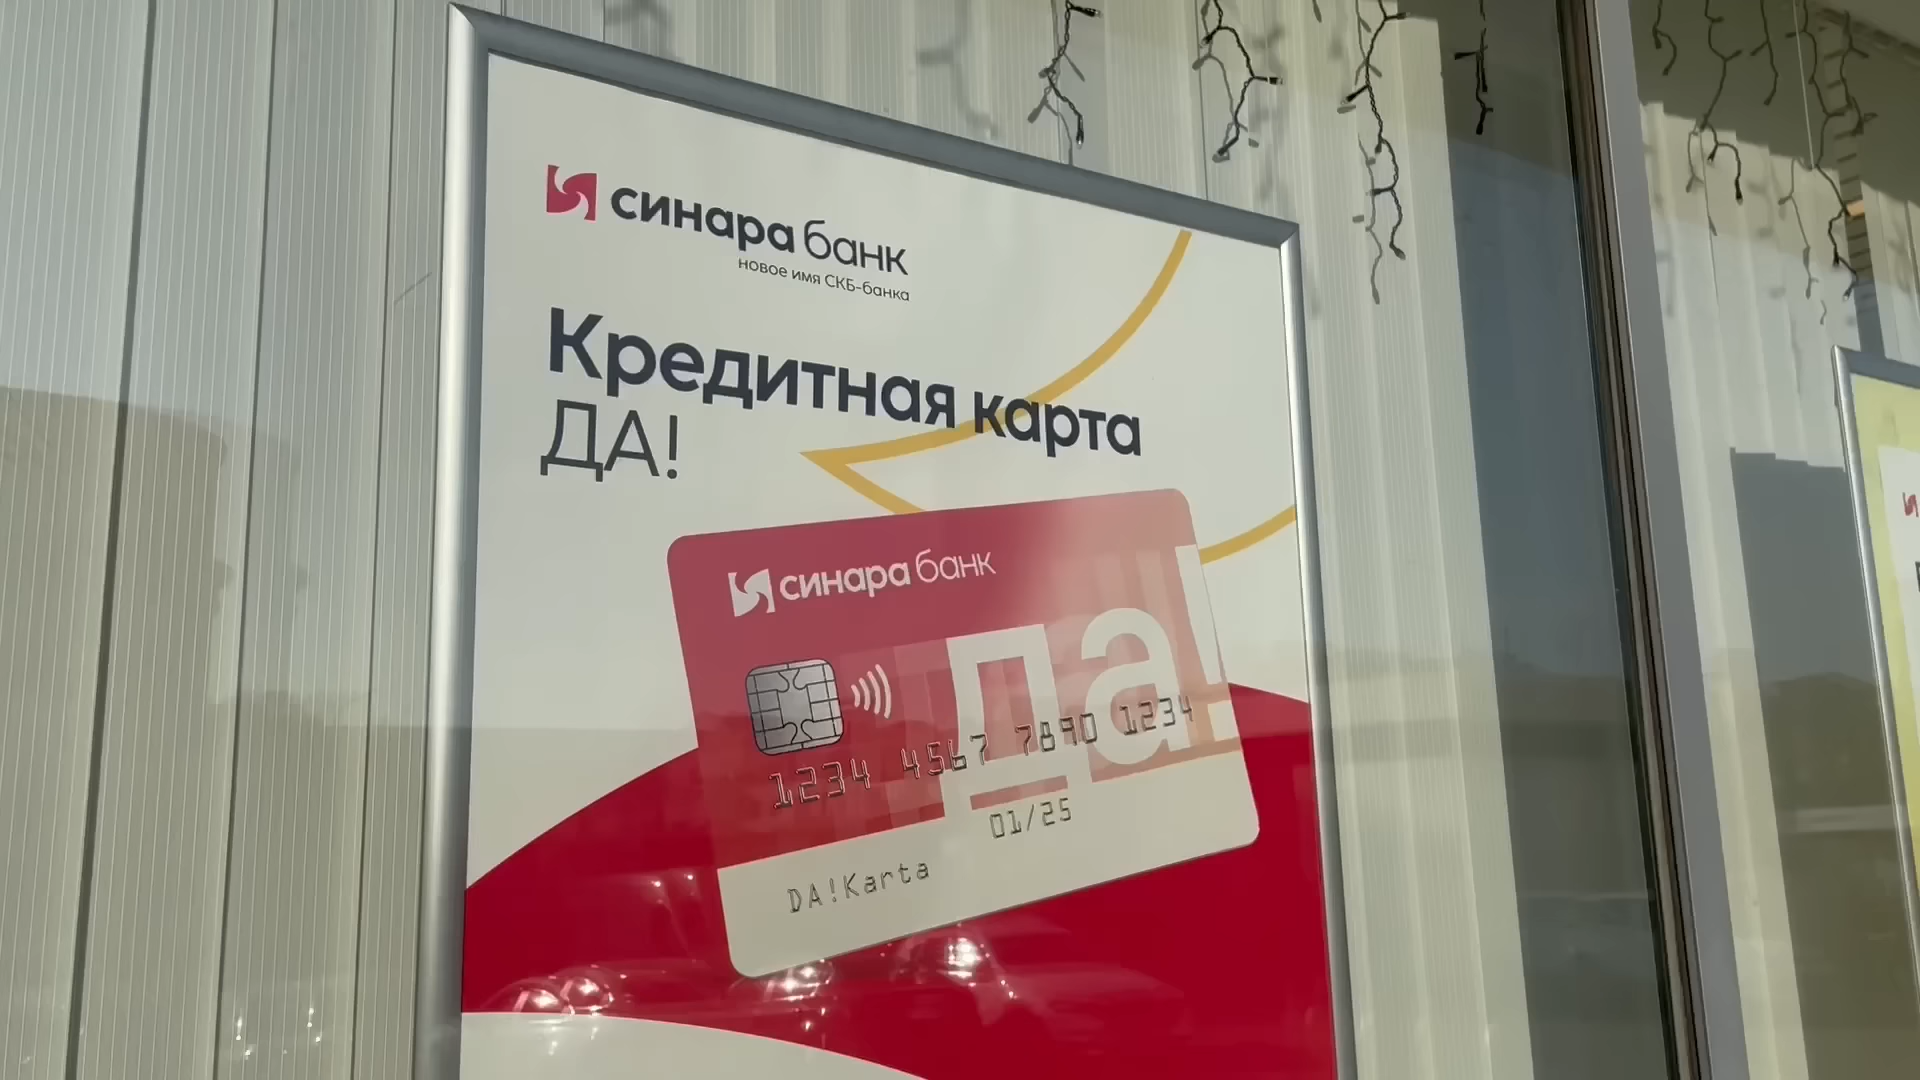 синара банк
новое имя СКБ-банка
Кредитная карта
ДА!
синара банк
да!
1234 4567 7890 1234
01/25
DA!Karta